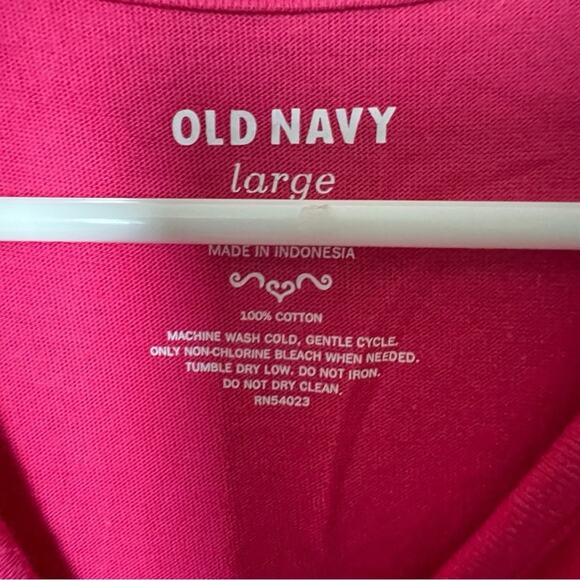 OLD NAVY
large
MADE IN INDONESIA
100% COTTON
MACHINE WASH COLD, GENTLE CYCLE.
ONLY NON-CHLORINE BLEACH WHEN NEEDED.
TUMBLE DRY LOW. DO NOT IRON.
DO NOT DRY CLEAN.
RN54023